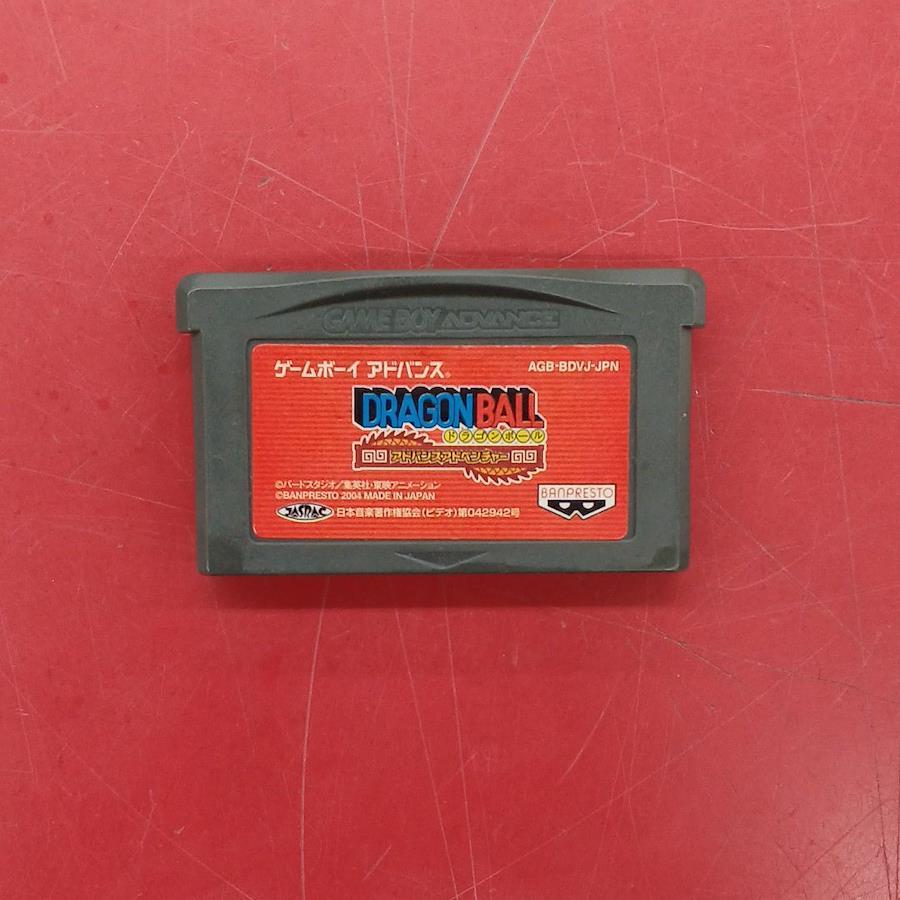 GAME BOY ADVANCE
ゲームボーイ アドバンス® AGB-BDVJ-JPN
DRAGON BALL
ドラゴンボール
アドバンスアドベンチャー
©バードスタジオ/集英社・東映アニメーション
©BANPRESTO 2004 MADE IN JAPAN
BANPRESTO
JASRAC 日本音楽著作権協会(ビデオ)第042942号